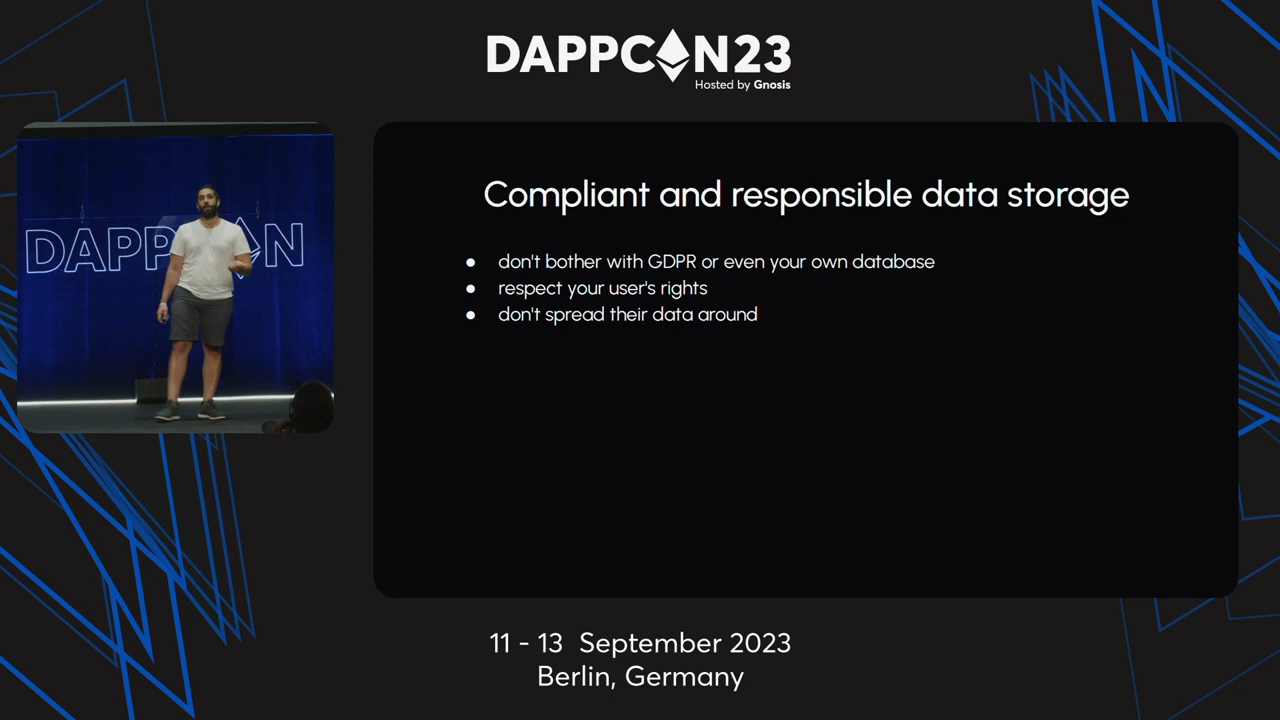 DAPPCON23
Hosted by Gnosis
DAPPCON
Compliant and responsible data storage
● don't bother with GDPR or even your own database
● respect your user's rights
● don't spread their data around
11 - 13 September 2023
Berlin, Germany